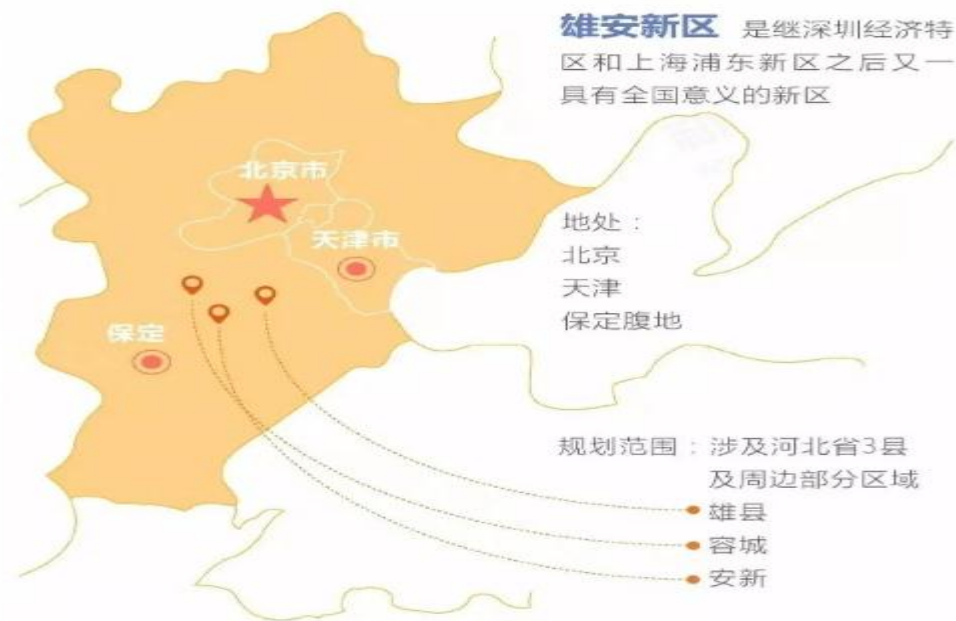 雄安新区 是继深圳经济特
区和上海浦东新区之后又一
具有全国意义的新区
北京市
天津市
保定
地处：
北京
天津
保定腹地
规划范围：涉及河北省3县
及周边部分区域
雄县
容城
安新